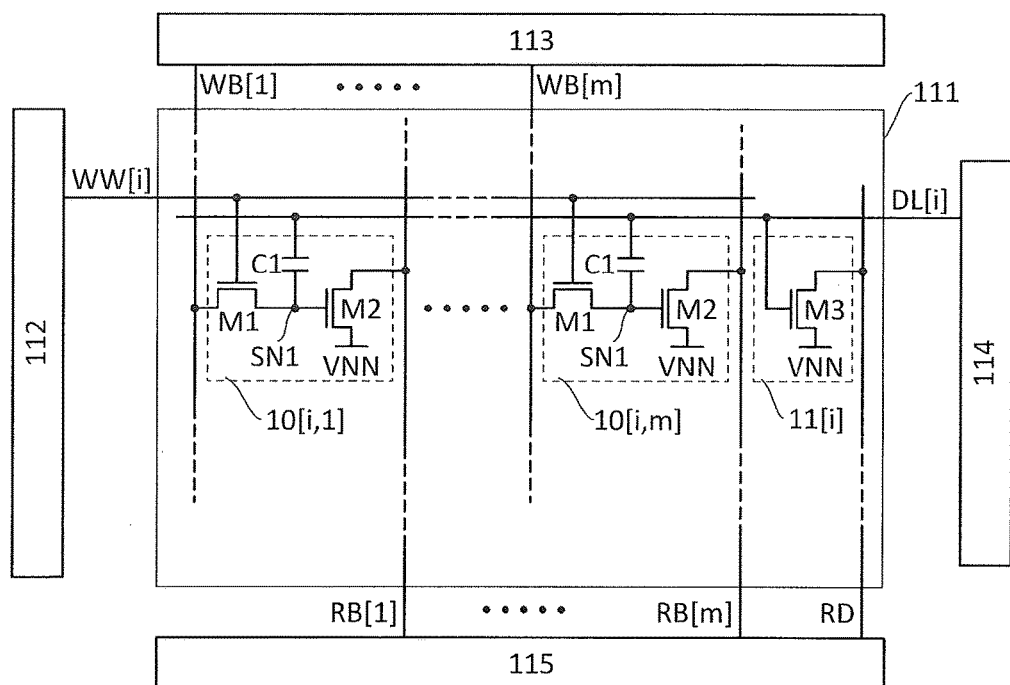 113
WB[1]
WB[m]
111
WW[i]
DL[i]
C1
C1
M1
M2
M1
M2
M3
SN1
VNN
SN1
VNN
VNN
112
114
10[i,1]
10[i,m]
11[i]
RB[1]
RB[m]
RD
115